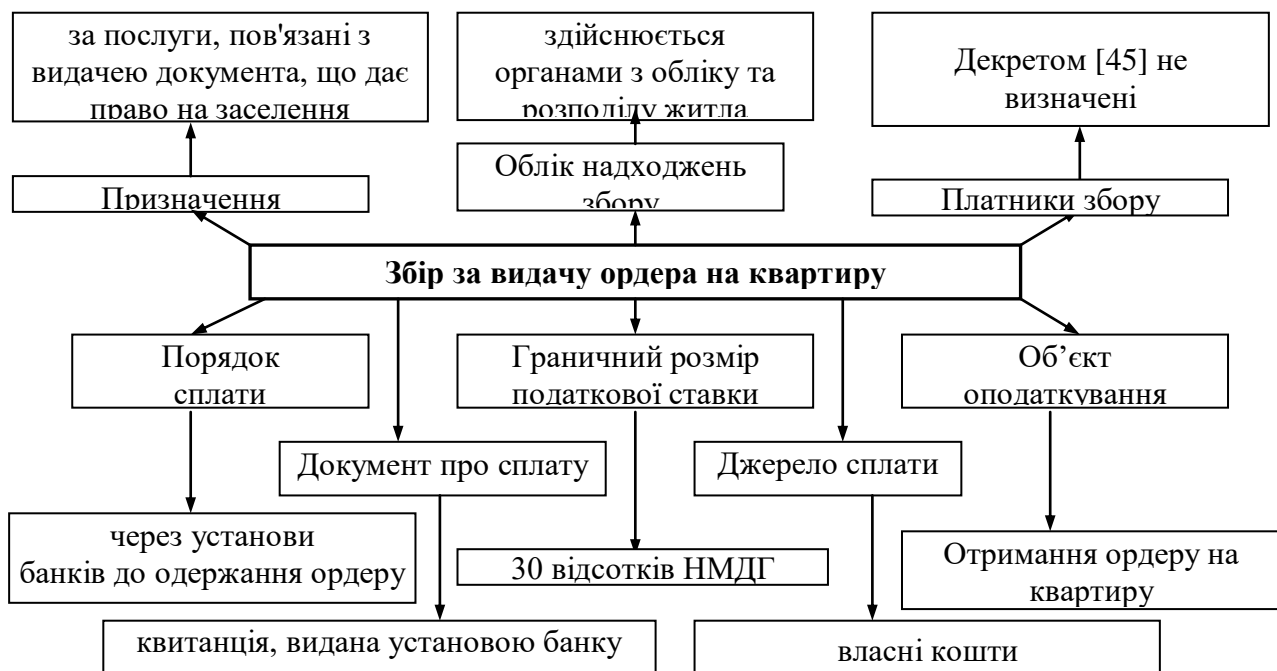 за послуги, пов'язані з
видачею документа, що дає
право на заселення
здійснюється
органами з обліку та
розподілу житла
Декретом [45] не
визначені
Призначення
Облік надходжень
збору
Платники збору
Збір за видачу ордера на квартиру
Порядок
сплати
Граничний розмір
податкової ставки
Об’єкт
оподаткування
Документ про сплату
Джерело сплати
через установи
банків до одержання ордеру
30 відсотків НМДГ
Отримання ордеру на
квартиру
квитанція, видана установою банку
власні кошти